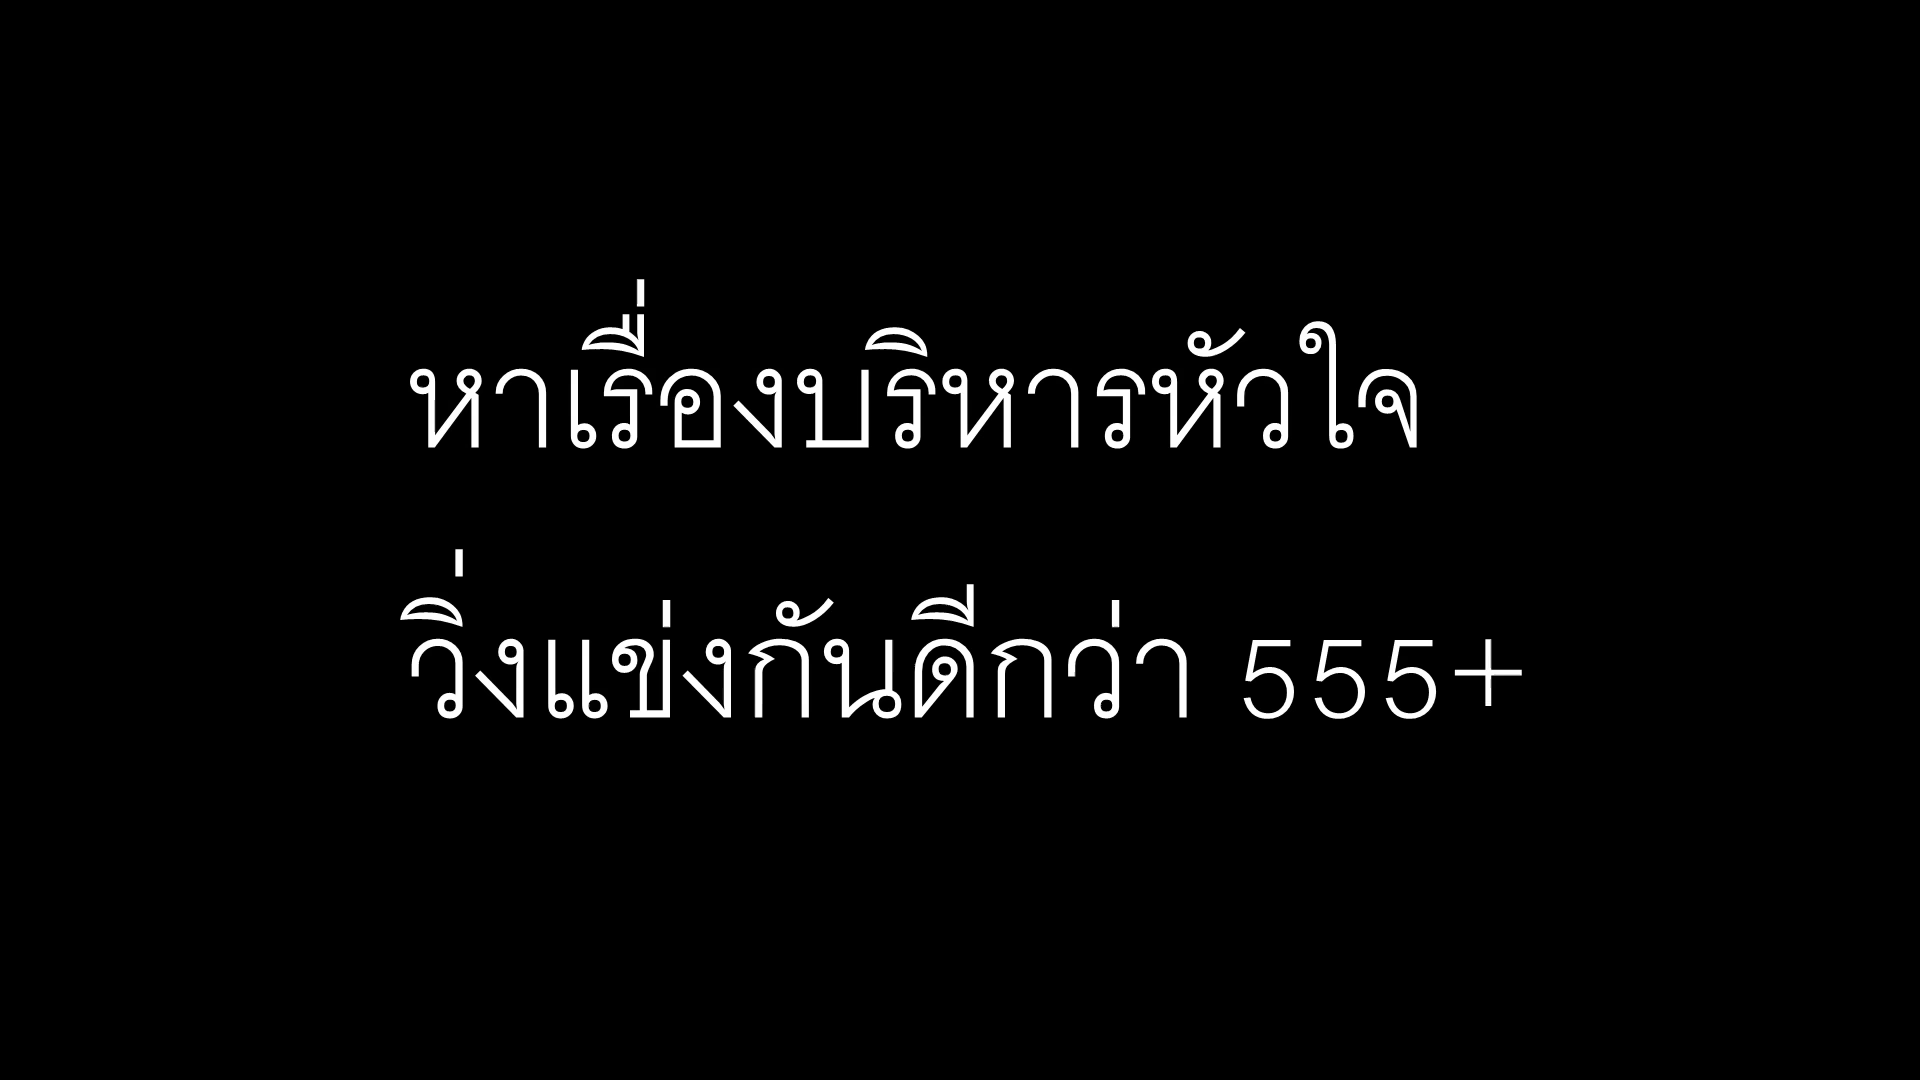 หาเรื่องบริหารหัวใจ
วิ่งแข่งกันดีกว่า 555+